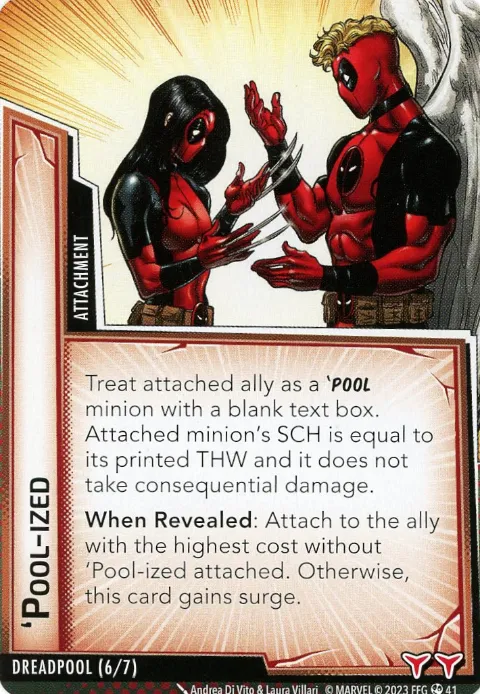 ATTACHMENT
'POOL-IZED
Treat attached ally as a 'POOL
minion with a blank text box.
Attached minion's SCH is equal to
its printed THW and it does not
take consequential damage.
When Revealed: Attach to the ally
with the highest cost without
'Pool-ized attached. Otherwise,
this card gains surge.
DREADPOOL (6/7)
Andrea Di Vito & Laura Villari © MARVEL © 2023 FFG 41